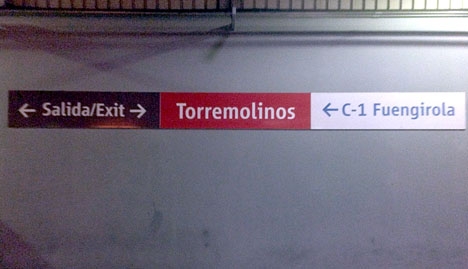 ← Salida/Exit → Torremolinos ← C-1 Fuengirola